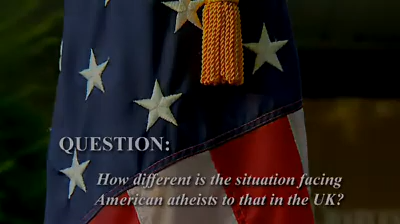 QUESTION:
How different is the situation facing
American atheists to that in the UK?